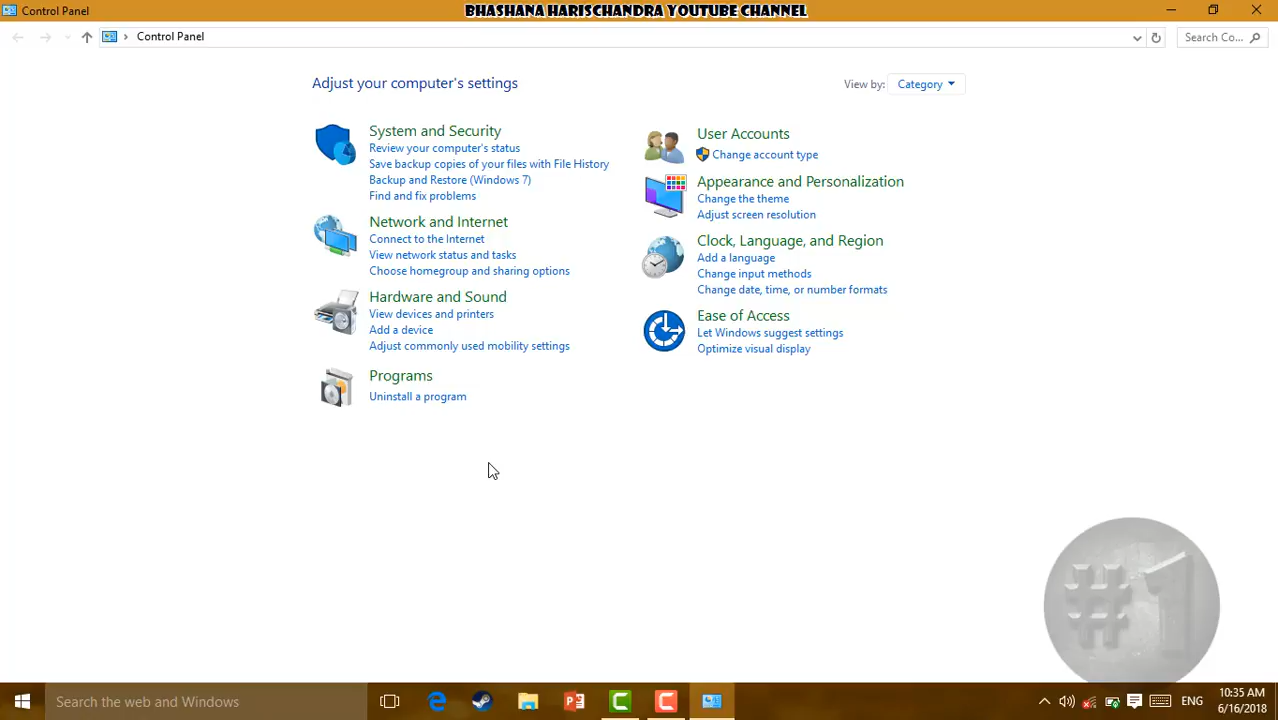 Control Panel
BHASHANA HARISCHANDRA YOUTUBE CHANNEL
Control Panel
Search Co...
Adjust your computer's settings
View by: Category
System and Security
Review your computer's status
Save backup copies of your files with File History
Backup and Restore (Windows 7)
Find and fix problems
Network and Internet
Connect to the Internet
View network status and tasks
Choose homegroup and sharing options
Hardware and Sound
View devices and printers
Add a device
Adjust commonly used mobility settings
Programs
Uninstall a program
User Accounts
Change account type
Appearance and Personalization
Change the theme
Adjust screen resolution
Clock, Language, and Region
Add a language
Change input methods
Change date, time, or number formats
Ease of Access
Let Windows suggest settings
Optimize visual display
#1
Search the web and Windows
ENG
10:35 AM
6/16/2018